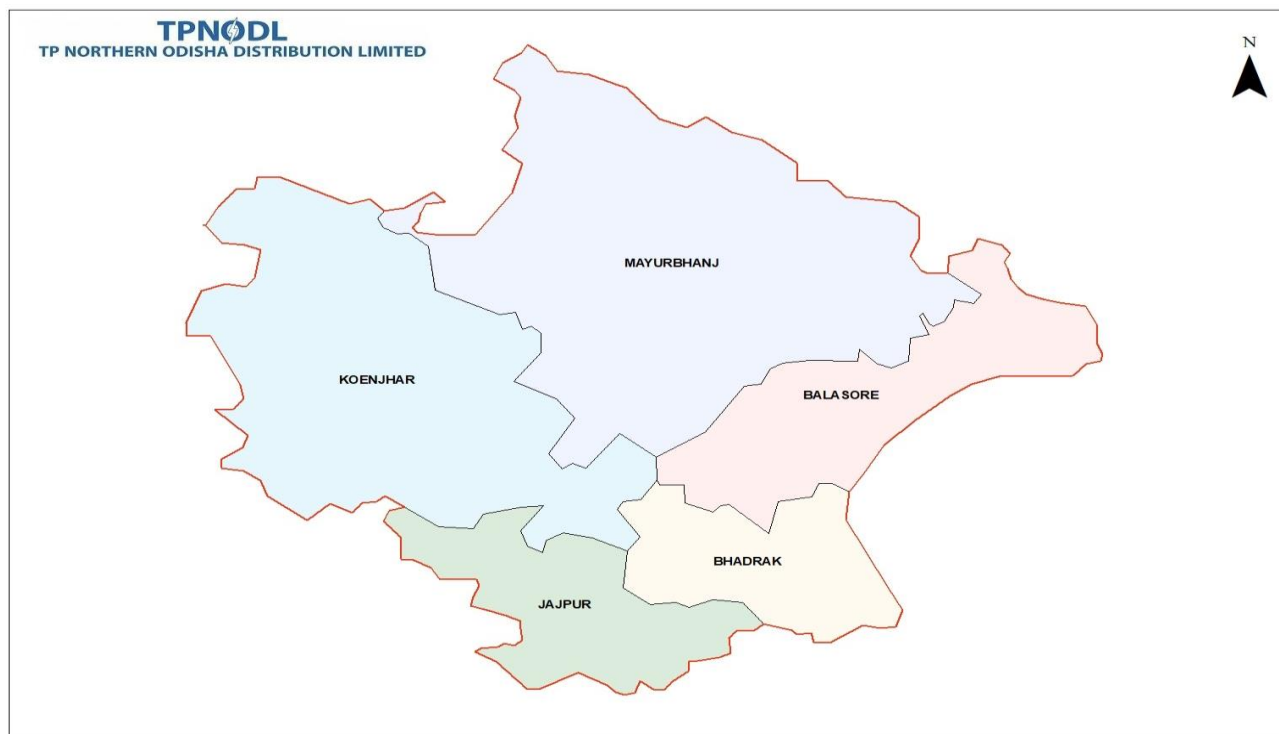 TPNODL
TP NORTHERN ODISHA DISTRIBUTION LIMITED
N
MAYURBHANJ
KOENJHAR
BALASORE
BHADRAK
JAJPUR